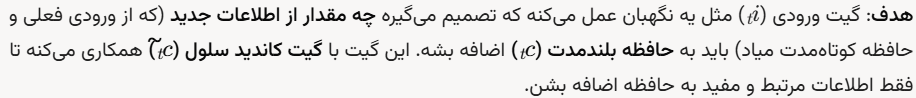 هدف: گیت ورودی (iₜ) مثل یه نگهبان عمل می‌کنه که تصمیم می‌گیره چه مقدار از اطلاعات جدید (که از ورودی فعلی و
حافظه کوتاه‌مدت میاد) باید به حافظه بلندمدت (cₜ) اضافه بشه. این گیت با گیت کاندید سلول (c̃ₜ) همکاری می‌کنه تا
فقط اطلاعات مرتبط و مفید به حافظه اضافه بشن.